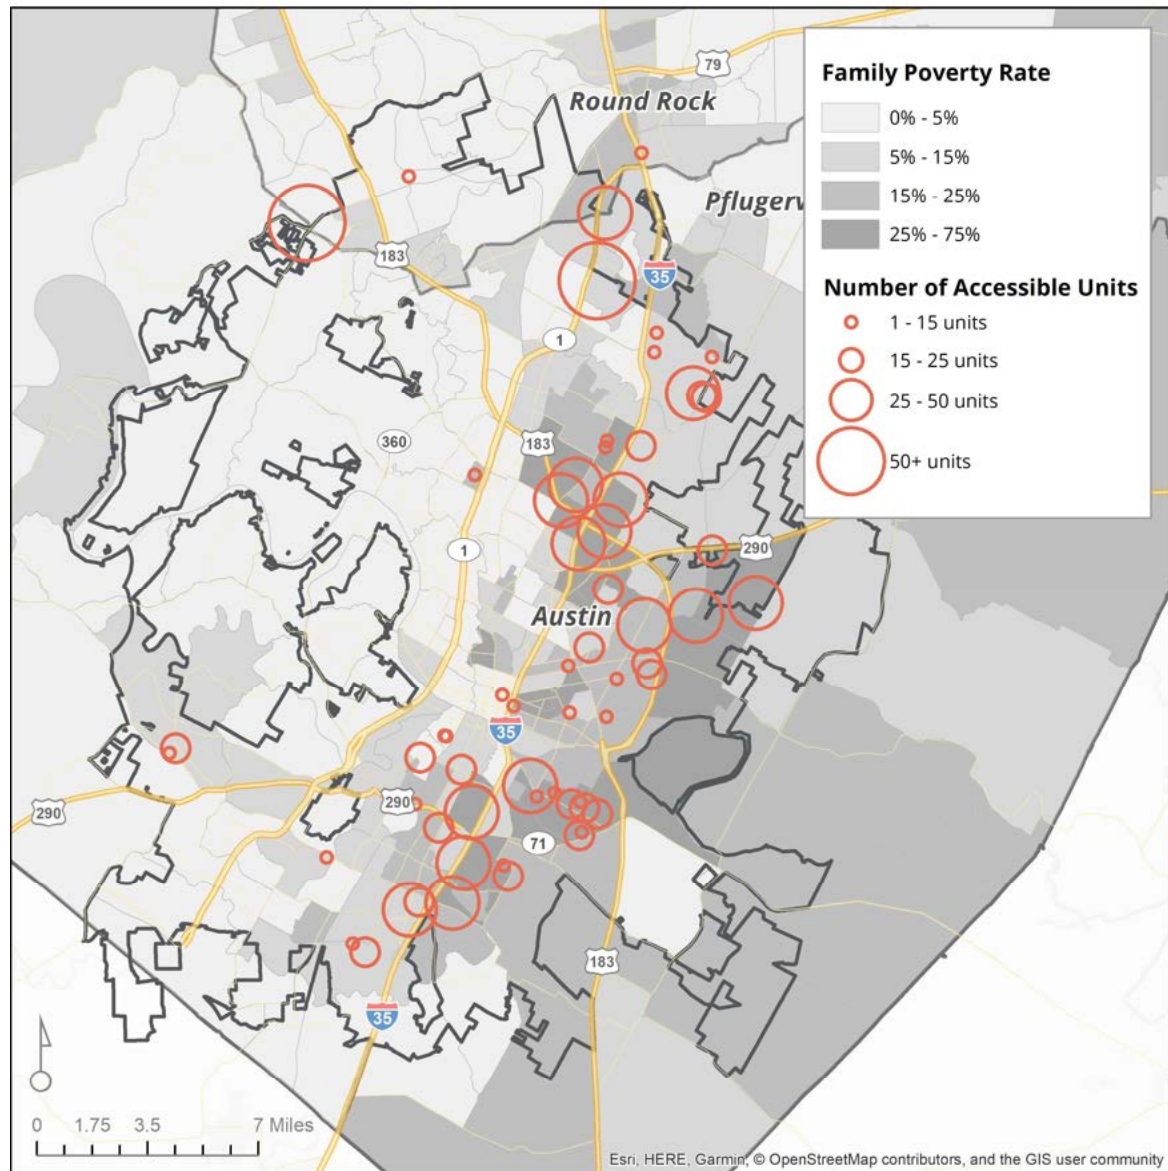 79
Round Rock
Pflugerv
183
35
1
360
183
1
290
Austin
35
290
290
71
183
35
0 1.75 3.5 7 Miles
Family Poverty Rate
0% - 5%
5% - 15%
15% - 25%
25% - 75%
Number of Accessible Units
1 - 15 units
15 - 25 units
25 - 50 units
50+ units
Esri, HERE, Garmin, © OpenStreetMap contributors, and the GIS user community